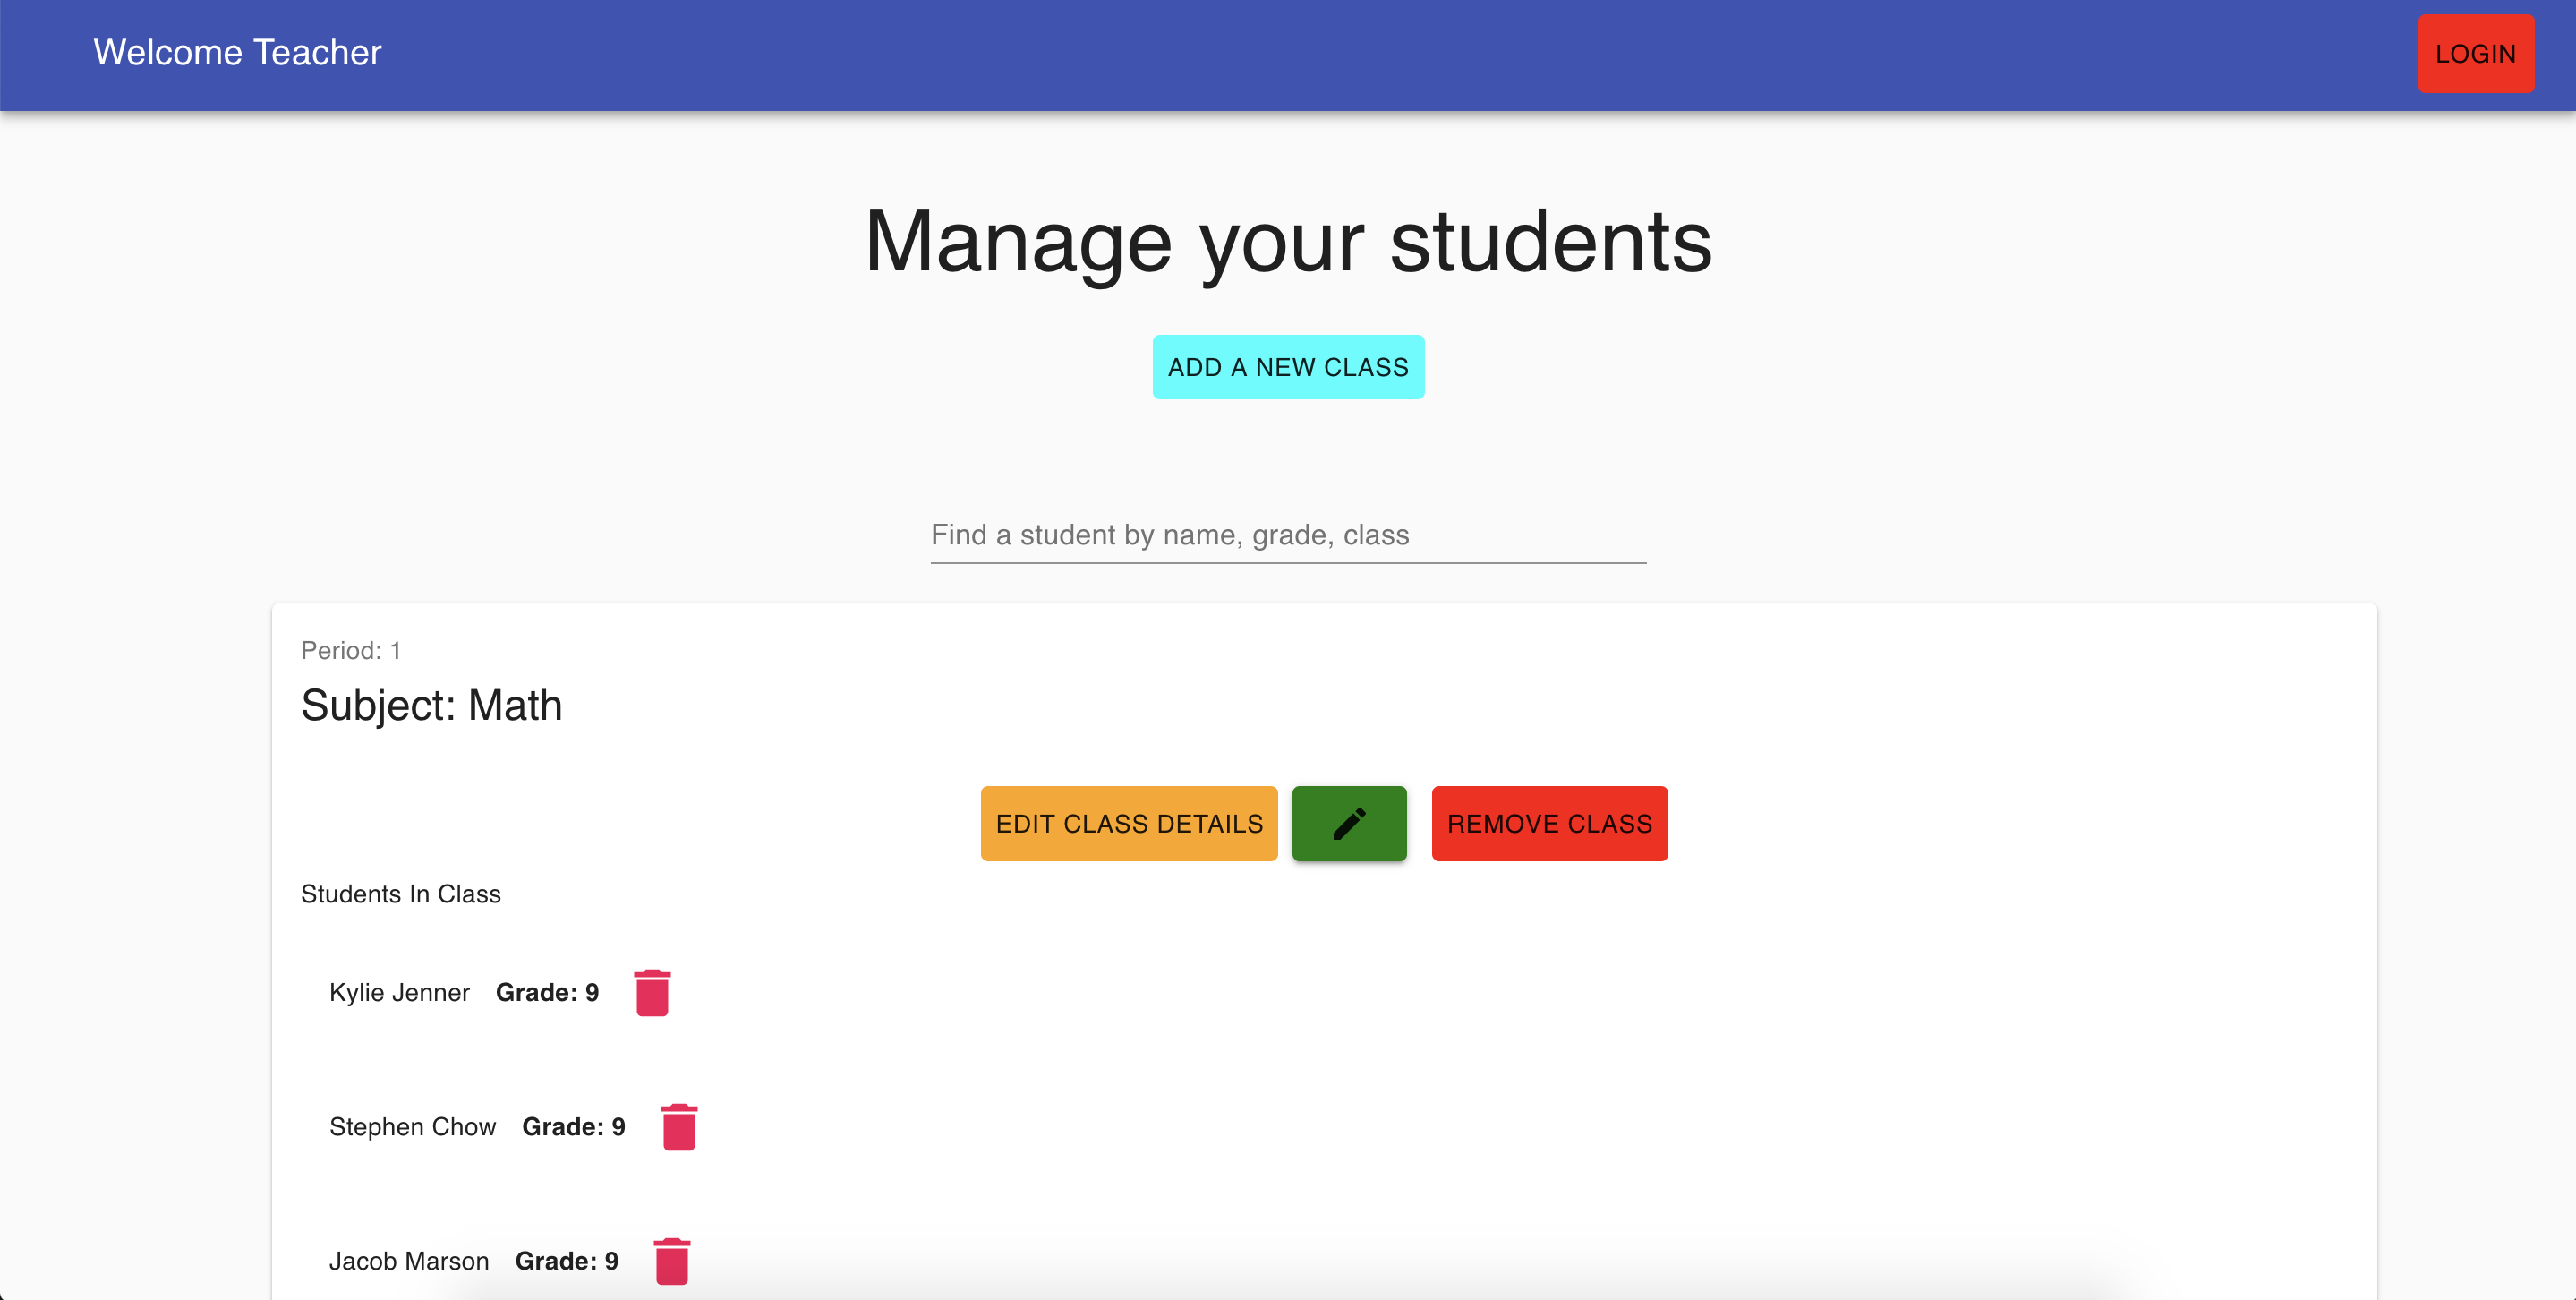 Welcome Teacher
LOGIN
Manage your students
ADD A NEW CLASS
Find a student by name, grade, class
Period: 1
Subject: Math
EDIT CLASS DETAILS
REMOVE CLASS
Students In Class
Kylie Jenner Grade: 9
Stephen Chow Grade: 9
Jacob Marson Grade: 9